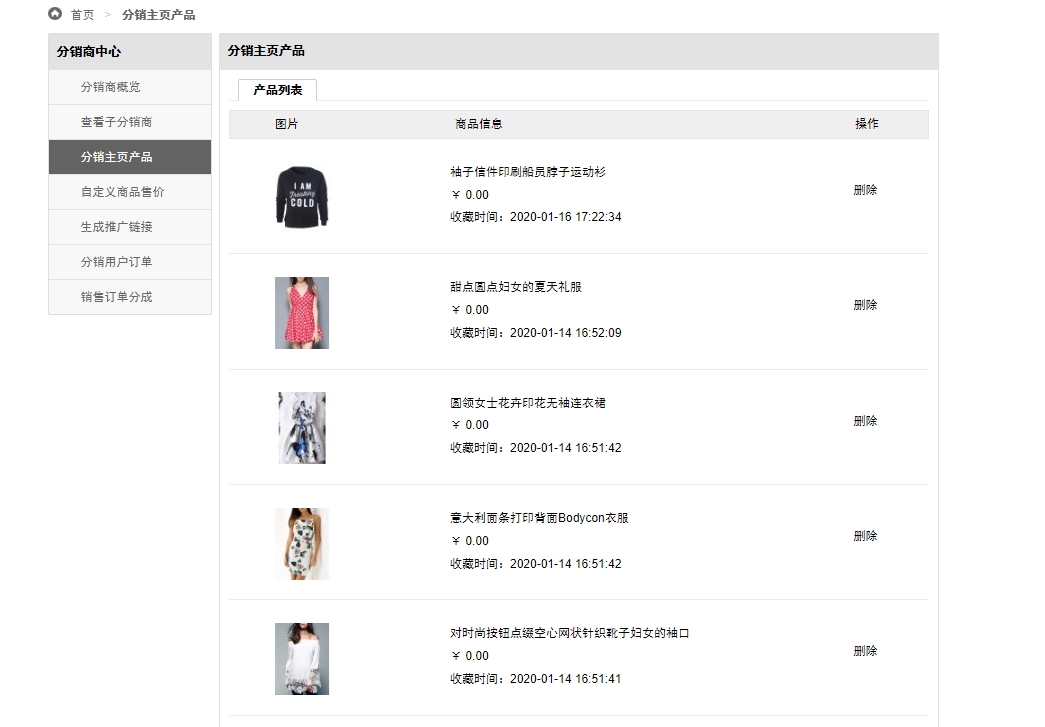 首页 > 分销主页产品
分销商中心
分销商概览
查看子分销商
分销主页产品
自定义商品售价
生成推广链接
分销用户订单
销售订单分成
分销主页产品
产品列表
图片 商品信息 操作
I AM
Freaking
COLD
袖子信件印刷船员脖子运动衫
￥ 0.00
收藏时间：2020-01-16 17:22:34
删除
甜点圆点妇女的夏天礼服
￥ 0.00
收藏时间：2020-01-14 16:52:09
删除
圆领女士花卉印花无袖连衣裙
￥ 0.00
收藏时间：2020-01-14 16:51:42
删除
意大利面条打印背面Bodycon衣服
￥ 0.00
收藏时间：2020-01-14 16:51:42
删除
对时尚按钮点缀空心网状针织靴子妇女的袖口
￥ 0.00
收藏时间：2020-01-14 16:51:41
删除